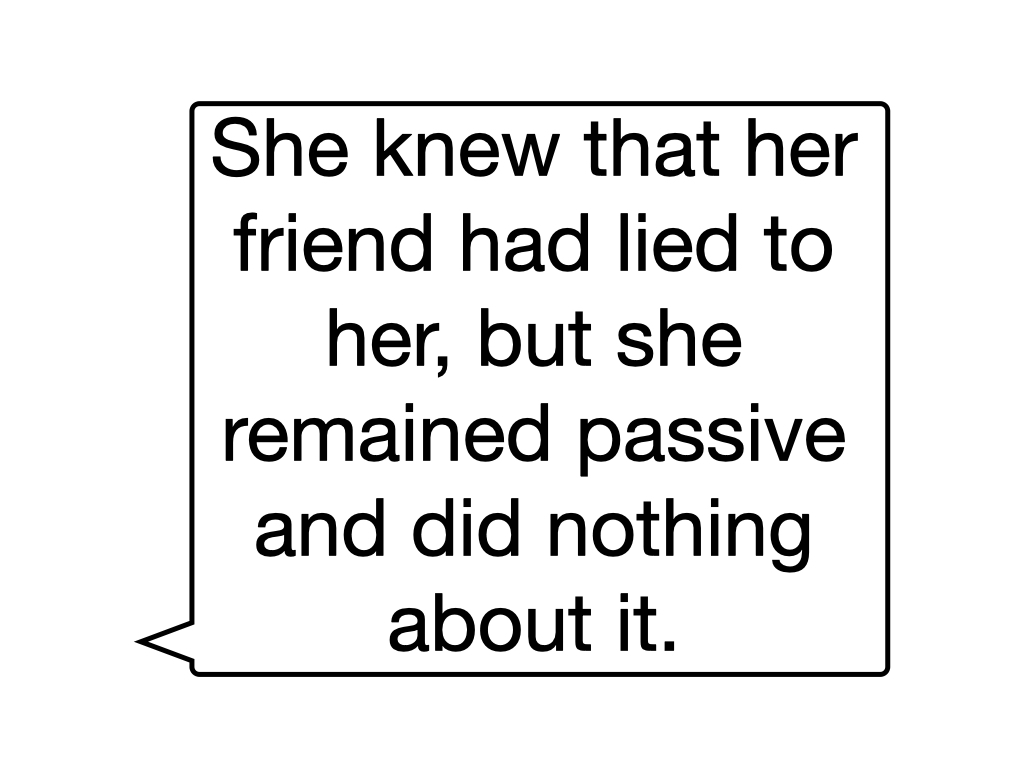 She knew that her
friend had lied to
her, but she
remained passive
and did nothing
about it.